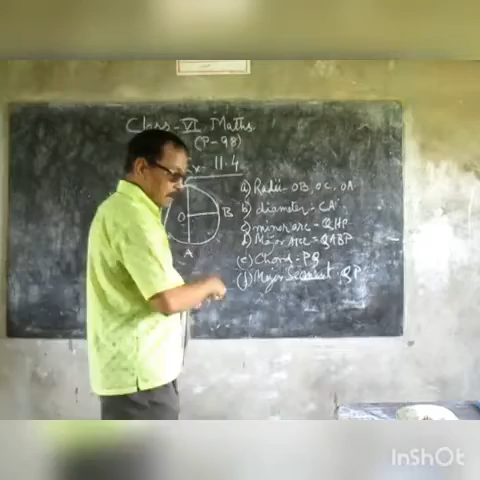 Class-VI Maths
(P-98)
x- 11.4
a) Radii- OB, OC, OA
b) diameter- CA
c) minor arc - QHP
d) Major Arc = QABP
(e) Chord - PQ
(f) Major Segment QP
O
B
A
InShOt